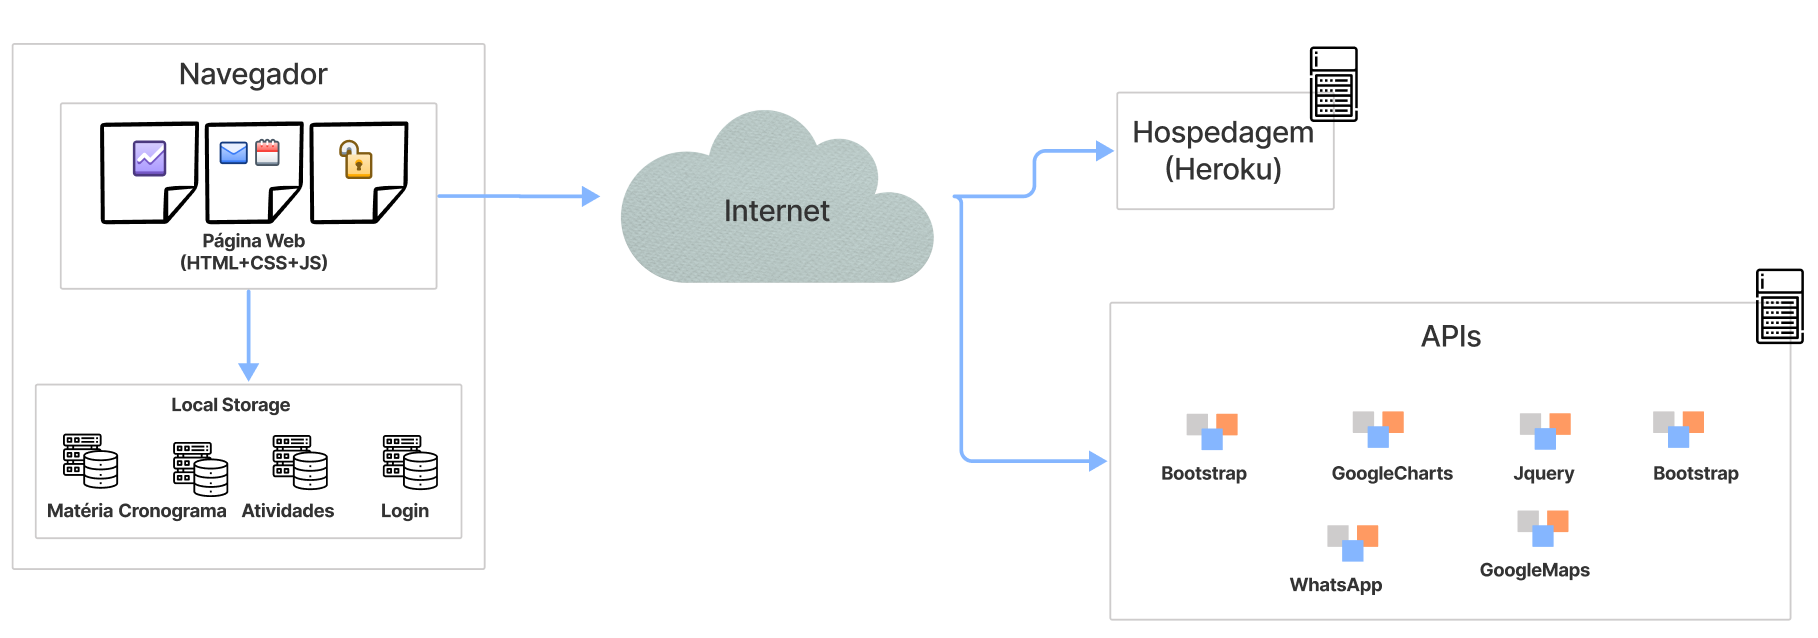 Navegador
Página Web
(HTML+CSS+JS)
Local Storage
Matéria Cronograma Atividades Login
Internet
Hospedagem
(Heroku)
APIs
Bootstrap GoogleCharts Jquery Bootstrap
WhatsApp GoogleMaps